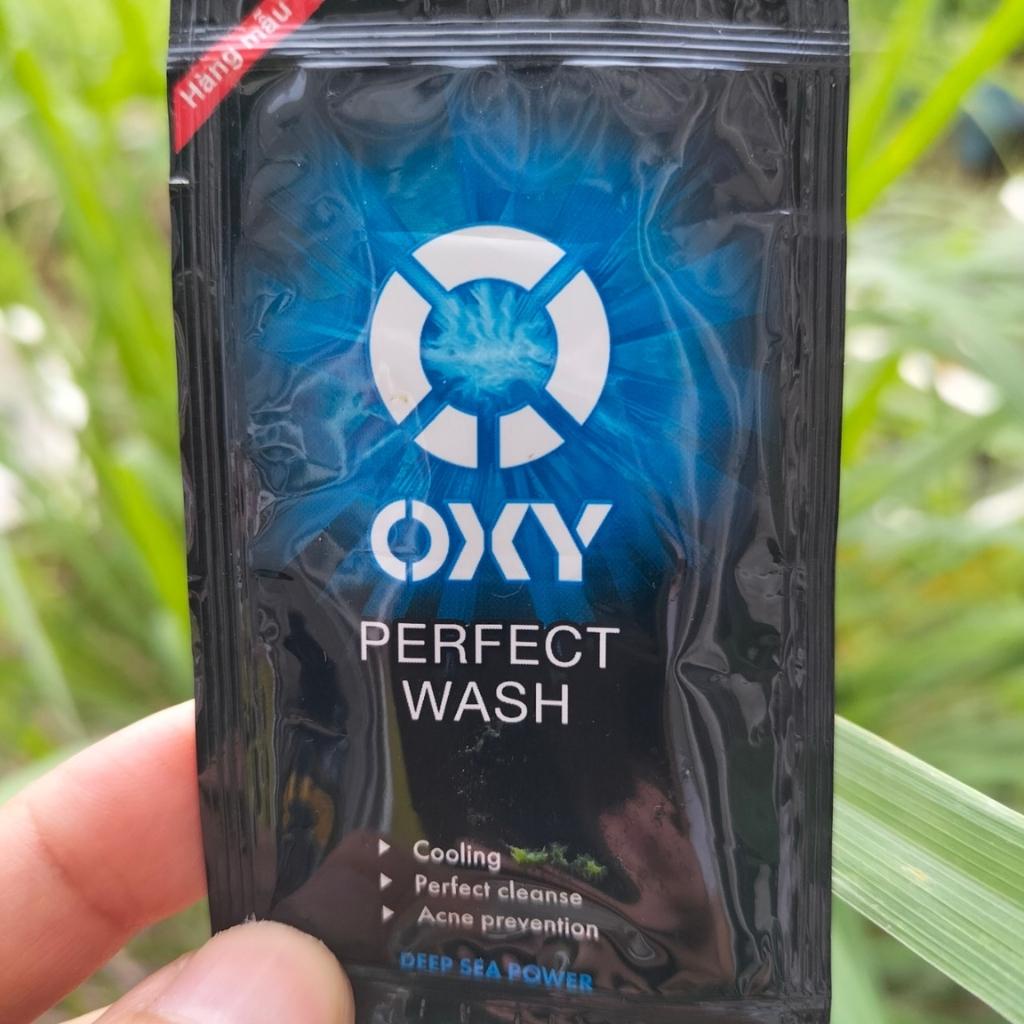 Hàng mẫu
OXY
PERFECT
WASH
Cooling
Perfect cleanse
Acne prevention
DEEP SEA POWER